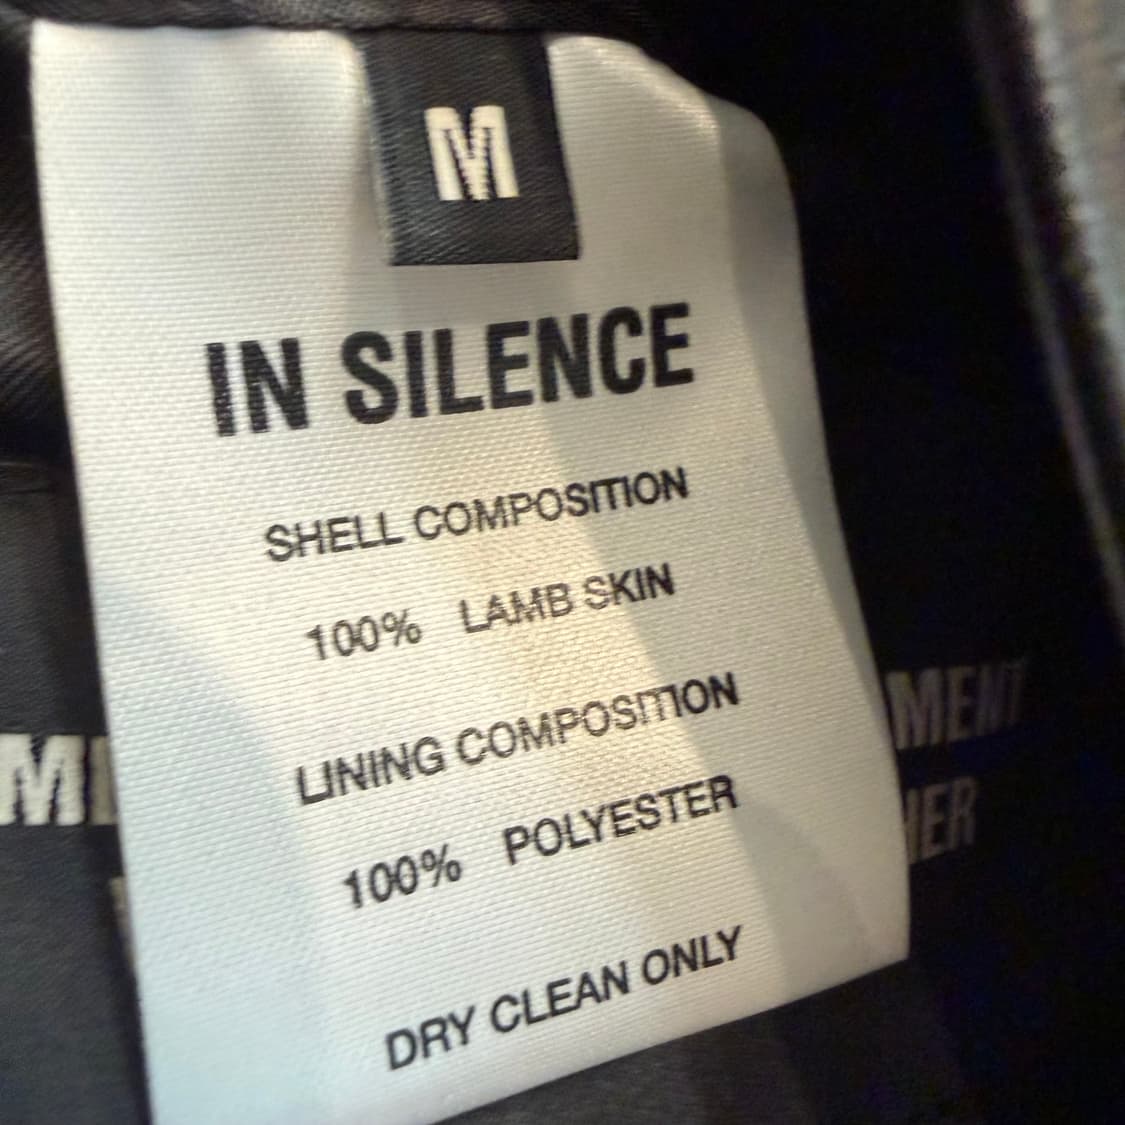 M
IN SILENCE
SHELL COMPOSITION
100% LAMB SKIN
LINING COMPOSITION
100% POLYESTER
DRY CLEAN ONLY